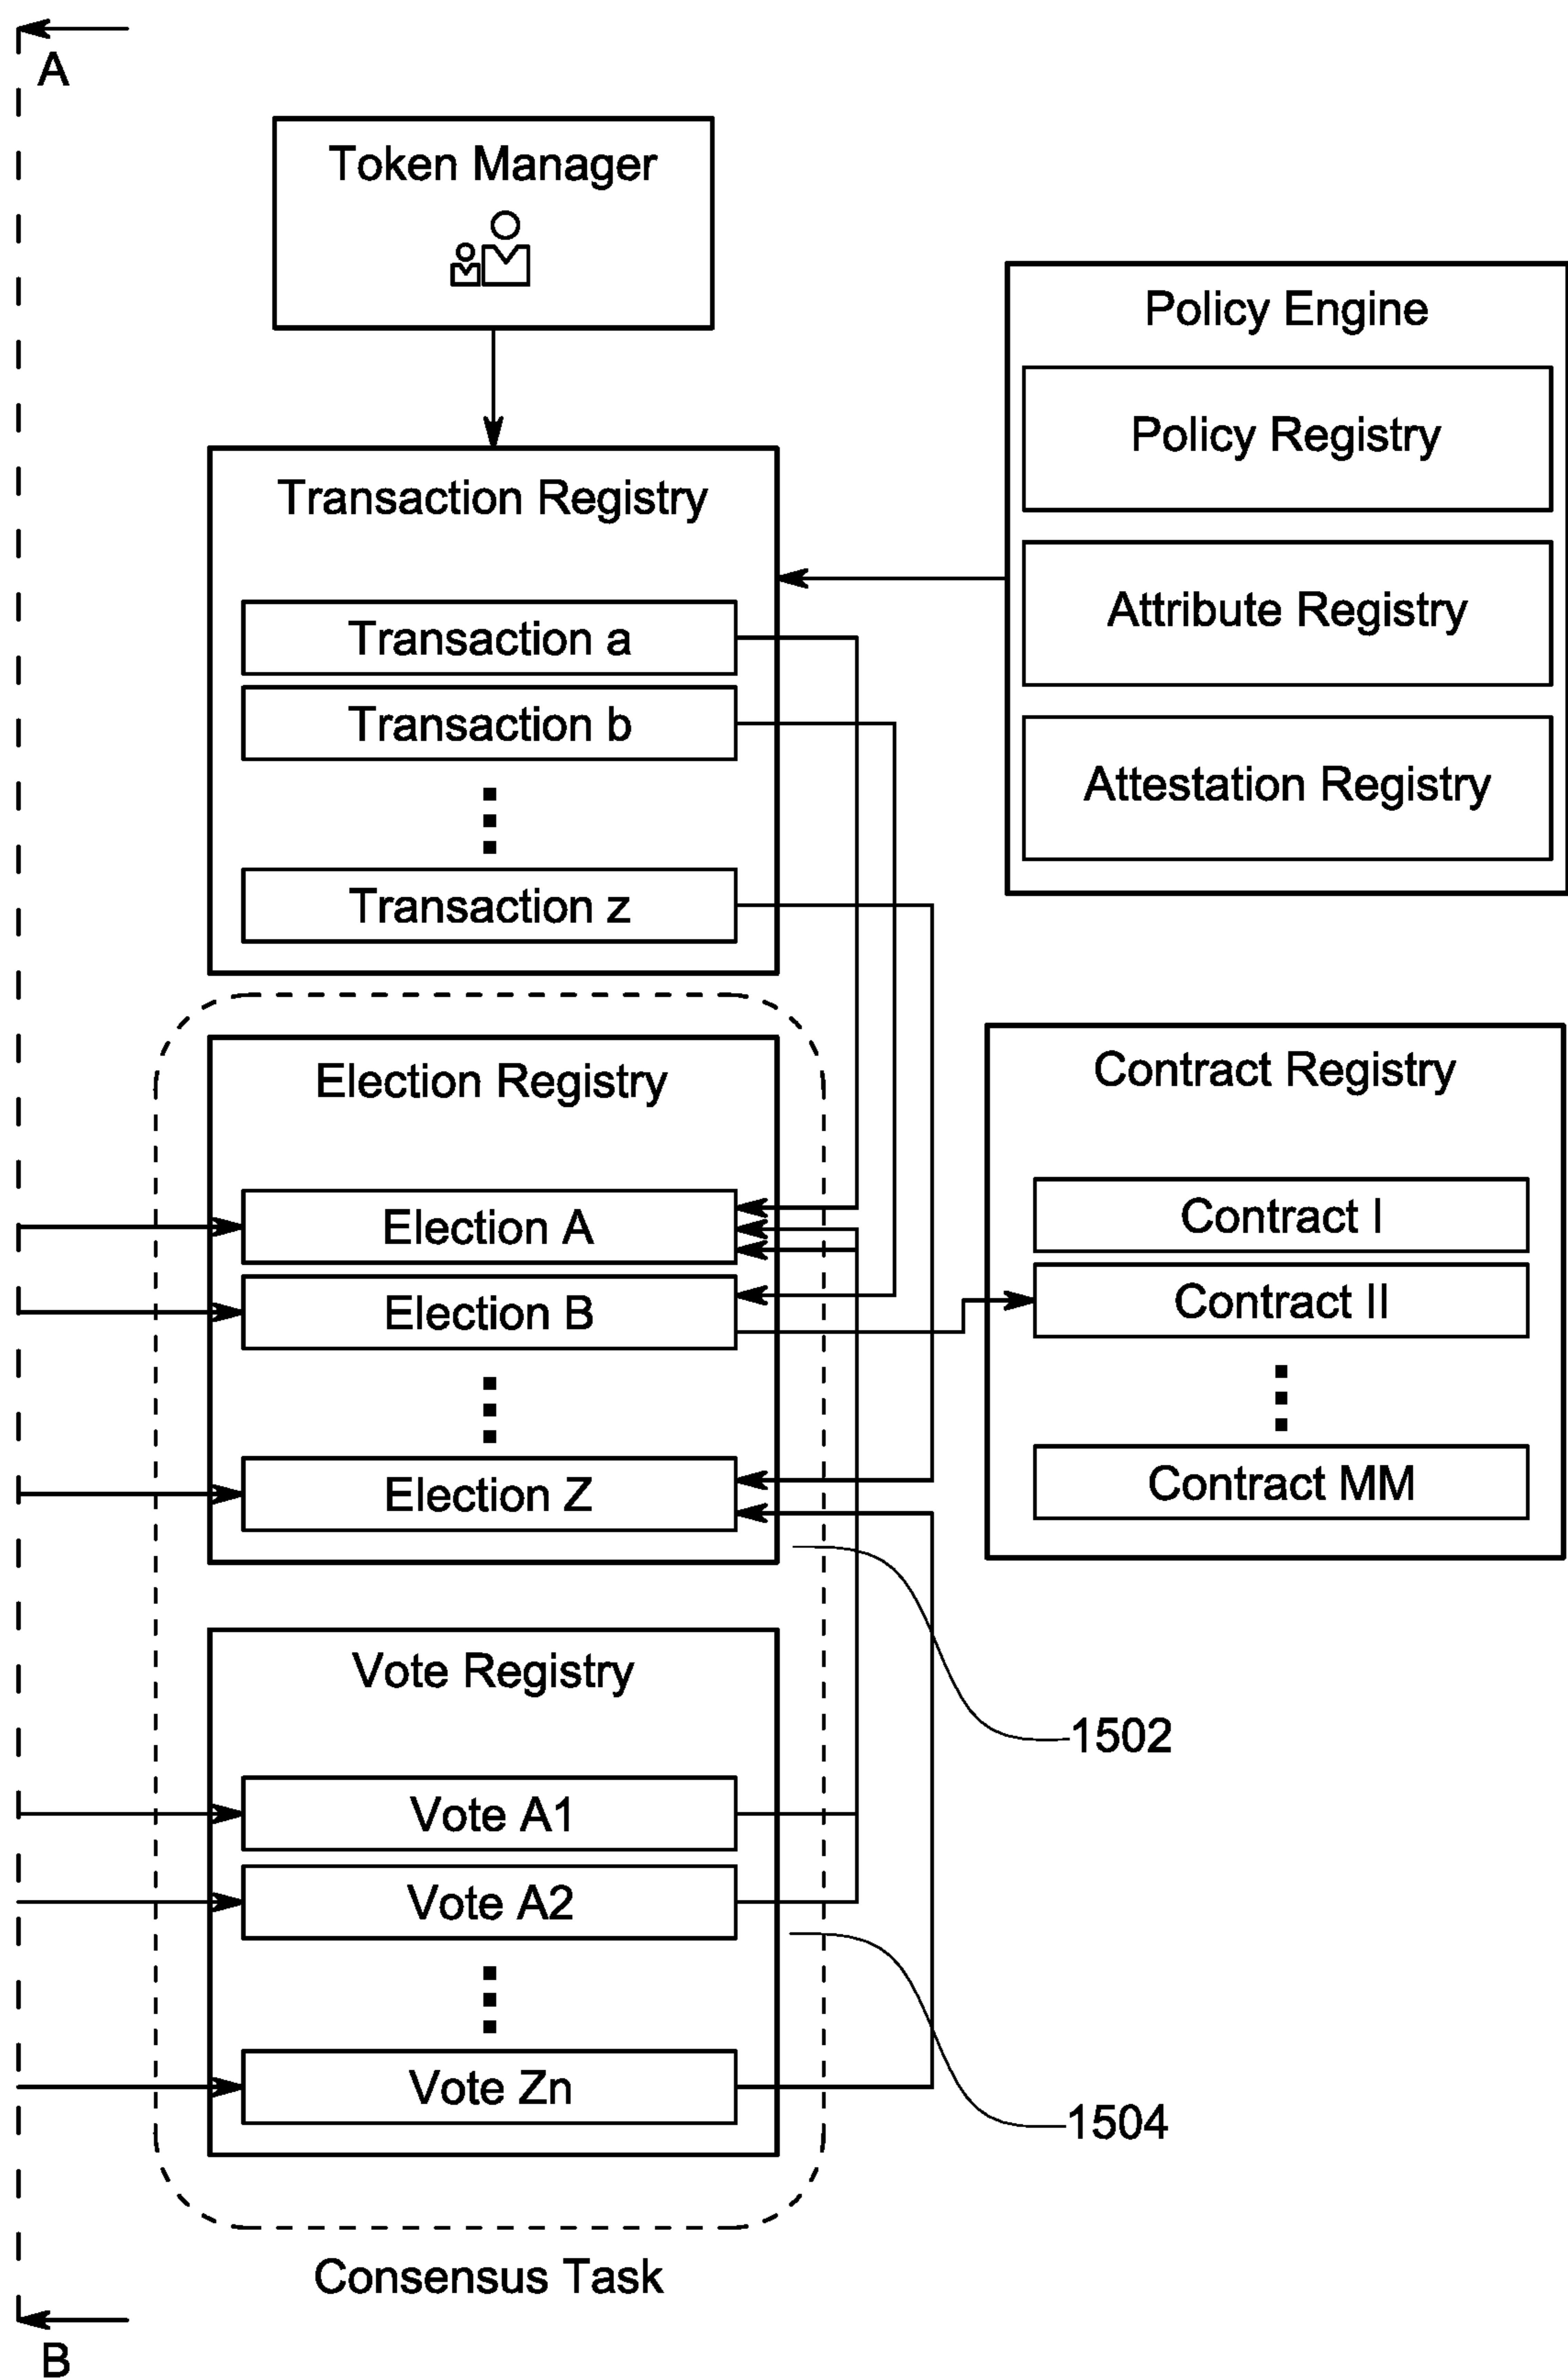 A
Token Manager
Policy Engine
Policy Registry
Attribute Registry
Attestation Registry
Transaction Registry
Transaction a
Transaction b
Transaction z
Election Registry
Election A
Election B
Election Z
Contract Registry
Contract I
Contract II
Contract MM
1502
Vote Registry
Vote A1
Vote A2
Vote Zn
1504
Consensus Task
B